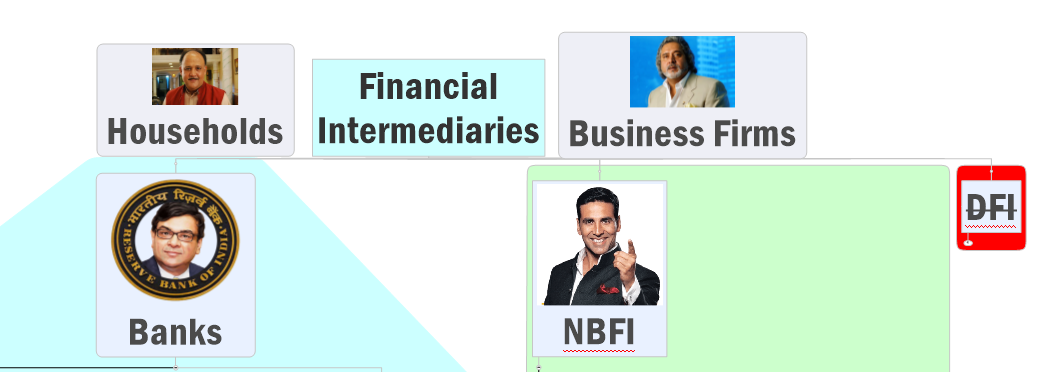 Financial
Intermediaries
Households
Business Firms
DFI
भारतीय रिज़र्व बैंक
RESERVE BANK OF INDIA
Banks
NBFI